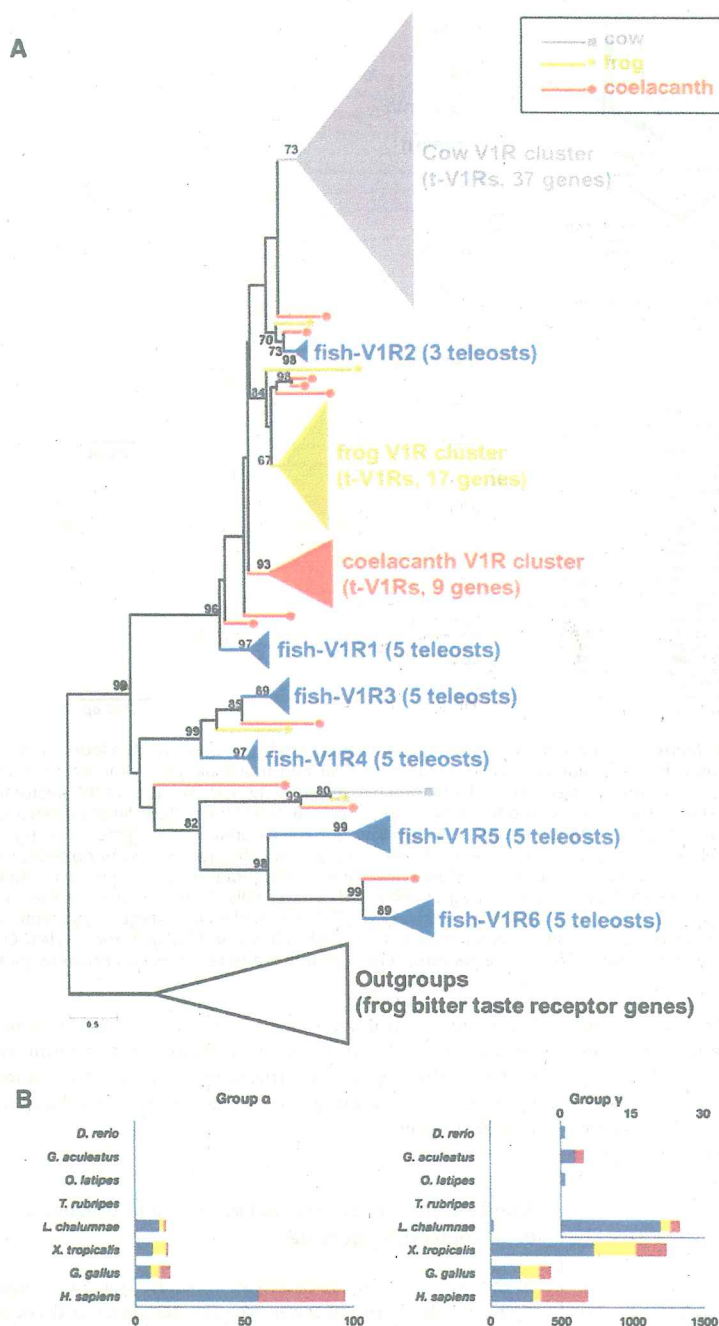 A
cow
frog
coelacanth
73
Cow V1R cluster
(t-V1Rs, 37 genes)
70
73
98
fish-V1R2 (3 teleosts)
98
84
67
frog V1R cluster
(t-V1Rs, 17 genes)
93
coelacanth V1R cluster
(t-V1Rs, 9 genes)
96
97
fish-V1R1 (5 teleosts)
99
89
fish-V1R3 (5 teleosts)
85
99
97
fish-V1R4 (5 teleosts)
80
99
82
99
fish-V1R5 (5 teleosts)
98
99
89
fish-V1R6 (5 teleosts)
Outgroups
(frog bitter taste receptor genes)
0.5
B
Group α
D. rerio
G. aculeatus
O. latipes
T. rubripes
L. chalumnae
X. tropicalis
G. gallus
H. sapiens
0 50 100
Group γ
0 15 30
D. rerio
G. aculeatus
O. latipes
T. rubripes
L. chalumnae
X. tropicalis
G. gallus
H. sapiens
0 500 1000 1500